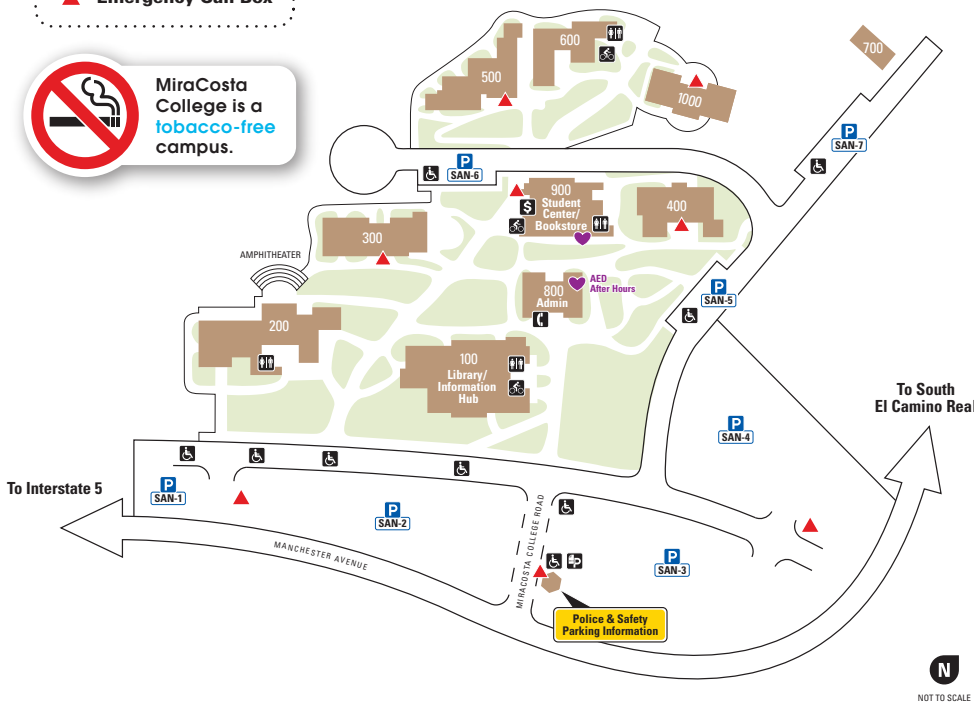 Emergency Call Box
MiraCosta
College is a
tobacco-free
campus.
600
500
700
1000
P
SAN-7
P
SAN-6
900
Student
Center/
Bookstore
$
400
300
AMPHITHEATER
AED
After Hours
800
Admin
P
SAN-5
200
100
Library/
Information
Hub
To South
El Camino Real
P
SAN-4
To Interstate 5
P
SAN-1
P
SAN-2
MIRACOSTA COLLEGE ROAD
MANCHESTER AVENUE
P
P
SAN-3
Police & Safety
Parking Information
N
NOT TO SCALE